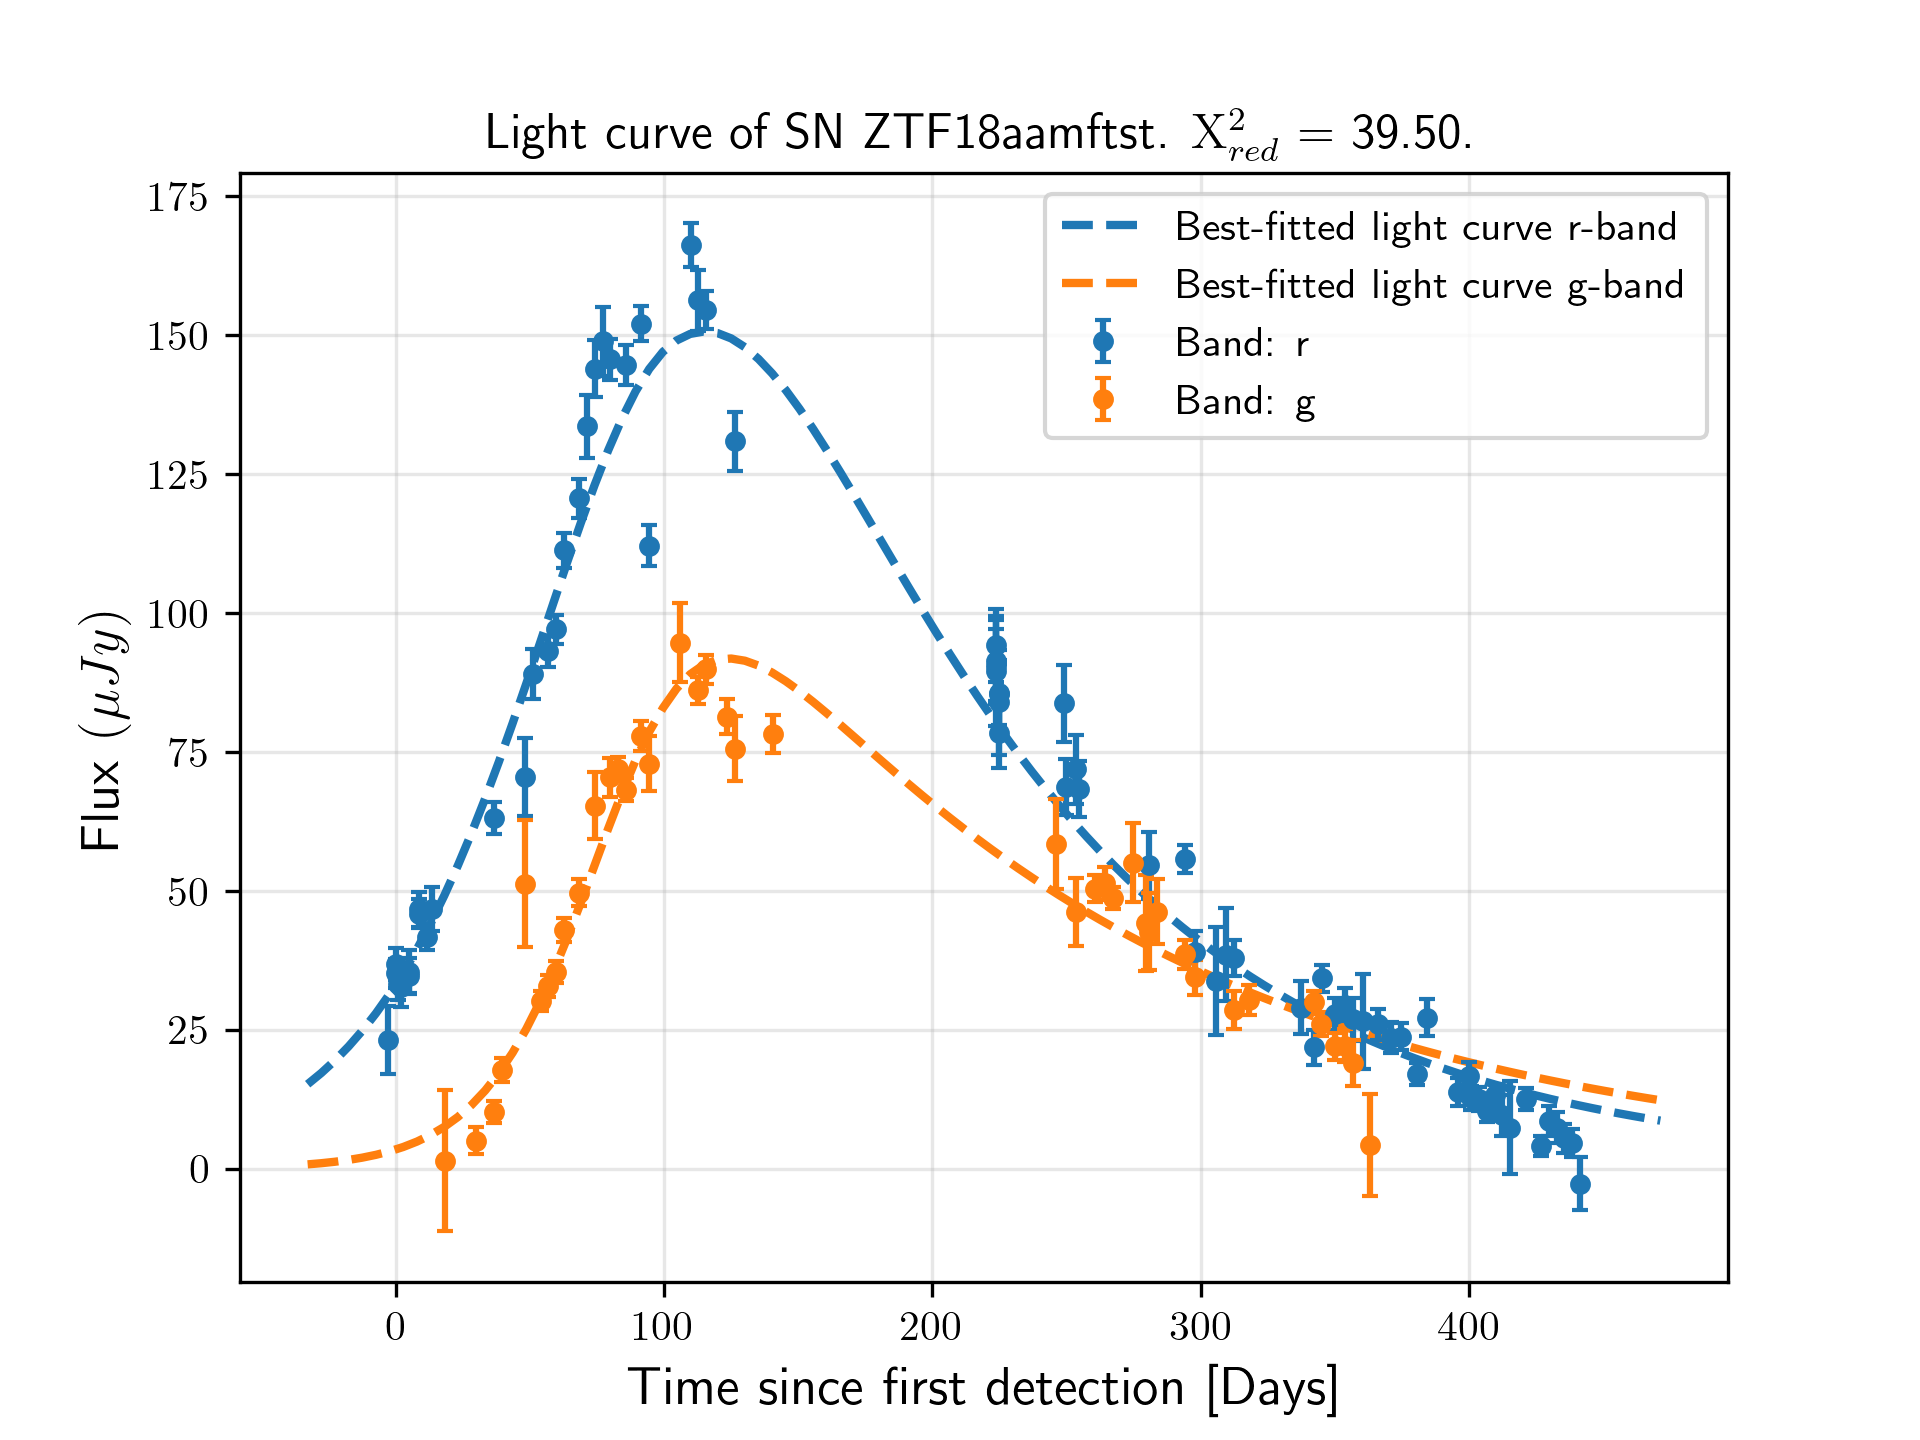 Light curve of SN ZTF18aamftst. X²_red = 39.50.
Best-fitted light curve r-band
Best-fitted light curve g-band
Band: r
Band: g
175
150
125
100
75
50
25
0
Flux (μJy)
0 100 200 300 400
Time since first detection [Days]